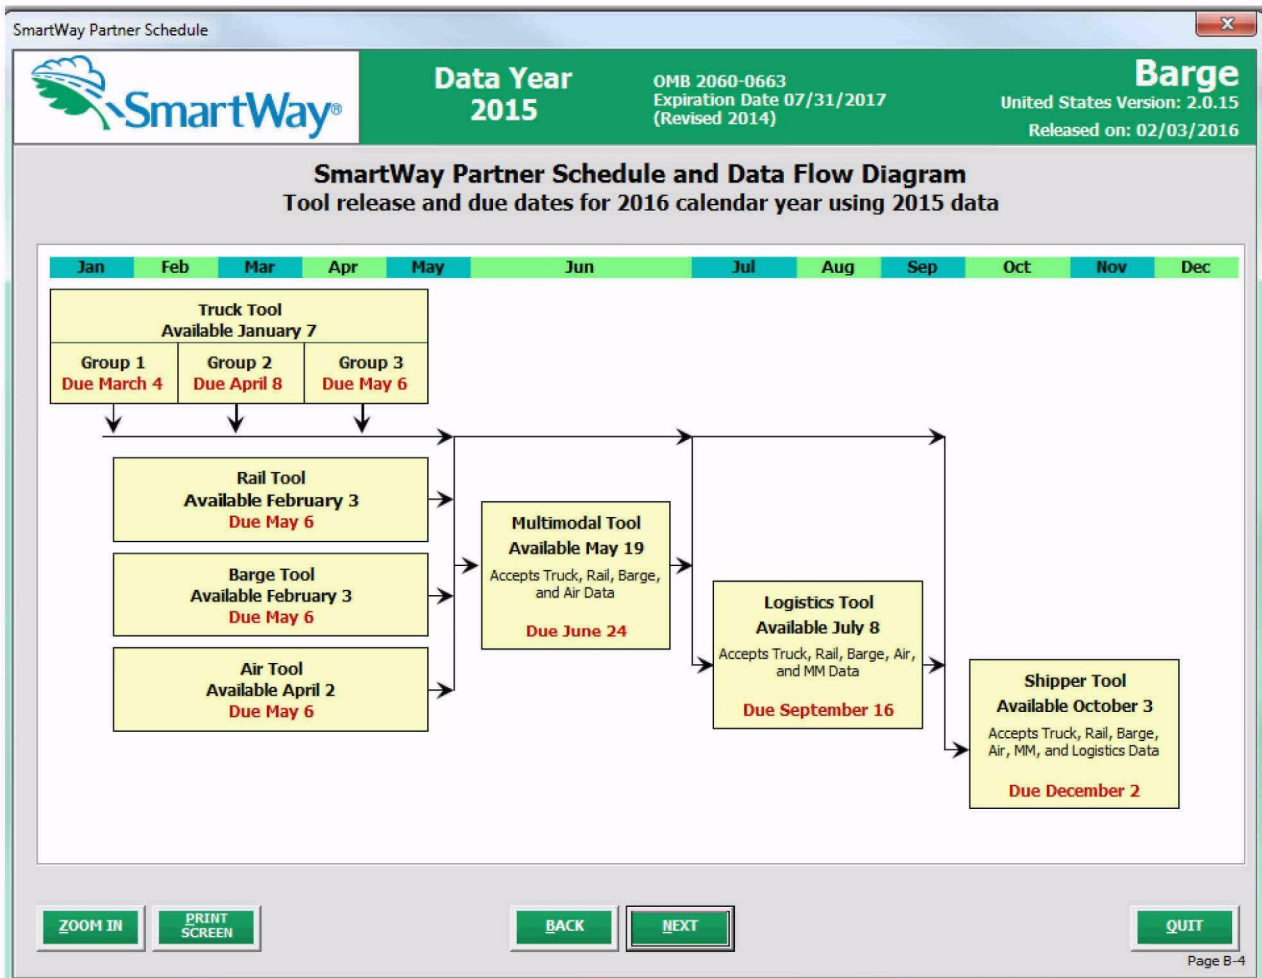 SmartWay Partner Schedule
X
SmartWay®
Data Year
2015
OMB 2060-0663
Expiration Date 07/31/2017
(Revised 2014)
Barge
United States Version: 2.0.15
Released on: 02/03/2016
SmartWay Partner Schedule and Data Flow Diagram
Tool release and due dates for 2016 calendar year using 2015 data
Jan Feb Mar Apr May Jun Jul Aug Sep Oct Nov Dec
Truck Tool
Available January 7
Group 1
Due March 4
Group 2
Due April 8
Group 3
Due May 6
Rail Tool
Available February 3
Due May 6
Barge Tool
Available February 3
Due May 6
Air Tool
Available April 2
Due May 6
Multimodal Tool
Available May 19
Accepts Truck, Rail, Barge,
and Air Data
Due June 24
Logistics Tool
Available July 8
Accepts Truck, Rail, Barge, Air,
and MM Data
Due September 16
Shipper Tool
Available October 3
Accepts Truck, Rail, Barge,
Air, MM, and Logistics Data
Due December 2
ZOOM IN
PRINT
SCREEN
BACK
NEXT
QUIT
Page B-4